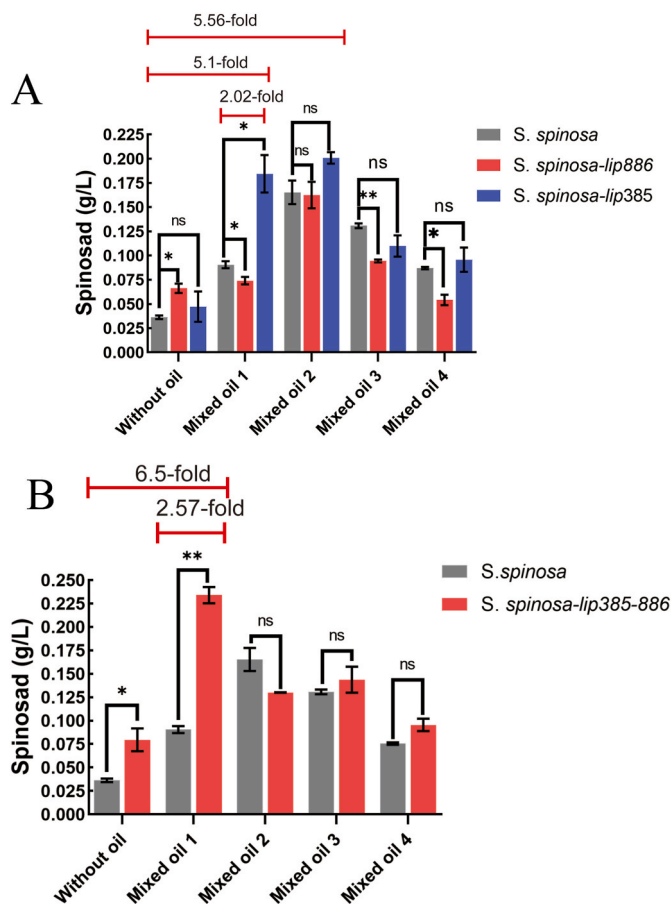 5.56-fold
5.1-fold
A
2.02-fold
S. spinosa
S. spinosa-lip886
S. spinosa-lip385
Spinosad (g/L)
0.225
0.200
0.175
0.150
0.125
0.100
0.075
0.050
0.025
0.000
ns
*
*
*
ns
ns
ns
**
ns
*
Without oil
Mixed oil 1
Mixed oil 2
Mixed oil 3
Mixed oil 4
B
6.5-fold
2.57-fold
S.spinosa
S. spinosa-lip385-886
Spinosad (g/L)
0.250
0.225
0.200
0.175
0.150
0.125
0.100
0.075
0.050
0.025
0.000
*
**
ns
ns
ns
Without oil
Mixed oil 1
Mixed oil 2
Mixed oil 3
Mixed oil 4